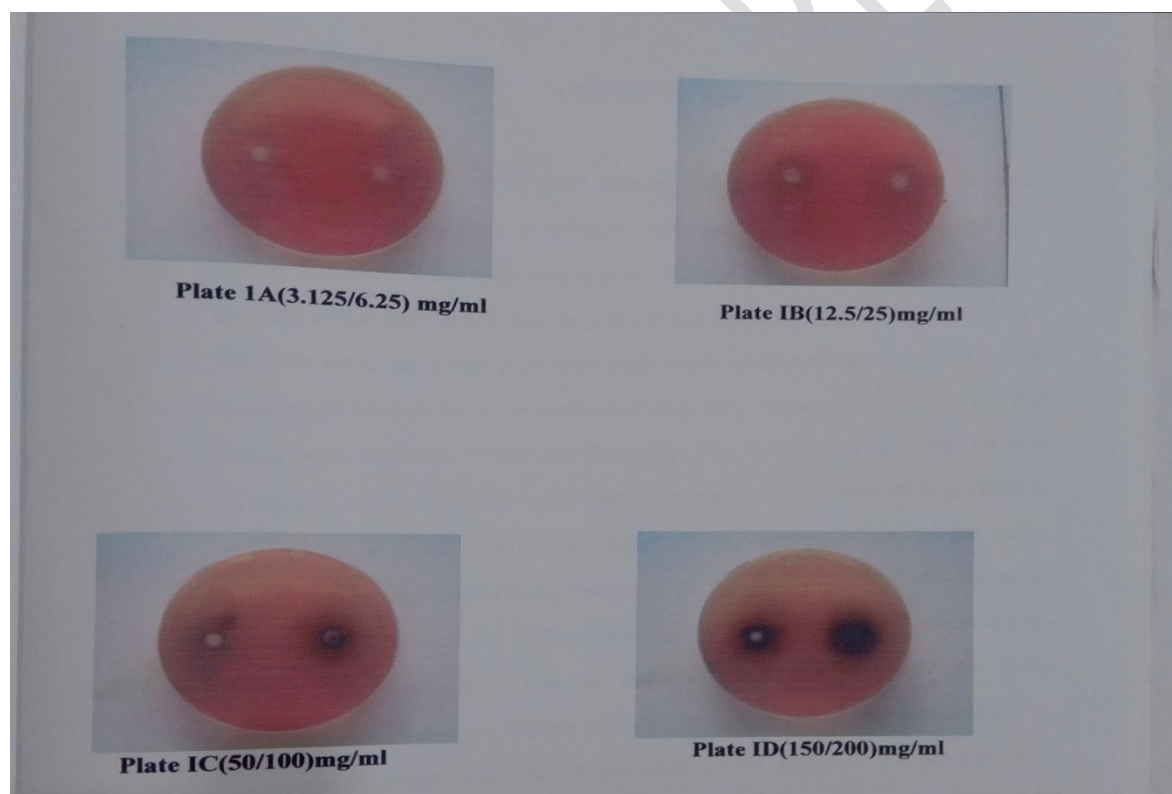 Plate 1A(3.125/6.25) mg/ml
Plate IB(12.5/25)mg/ml
Plate IC(50/100)mg/ml
Plate ID(150/200)mg/ml